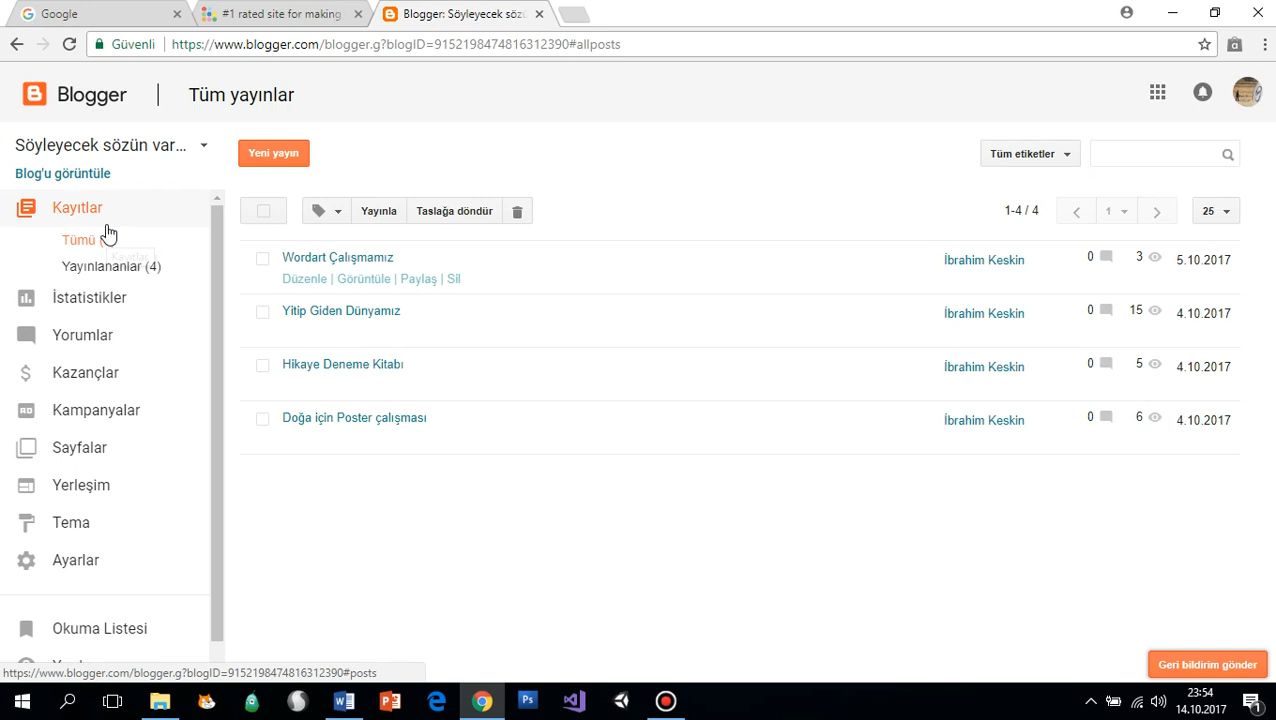 Google
#1 rated site for making
Blogger: Söyleyecek sözü
Güvenli
https://www.blogger.com/blogger.g?blogID=9152198474816312390#allposts
Blogger
Tüm yayınlar
Söyleyecek sözün var...
Blog'u görüntüle
Kayıtlar
Tümü (
Kayıtlar
Yayınlananlar (4)
İstatistikler
Yorumlar
Kazançlar
Kampanyalar
Sayfalar
Yerleşim
Tema
Ayarlar
Okuma Listesi
Yeni yayın
Tüm etiketler
Yayınla
Taslağa döndür
1-4 / 4
1
25
Wordart Çalışmamız
İbrahim Keskin
0
3
5.10.2017
Düzenle | Görüntüle | Paylaş | Sil
Yitip Giden Dünyamız
İbrahim Keskin
0
15
4.10.2017
Hikaye Deneme Kitabı
İbrahim Keskin
0
5
4.10.2017
Doğa için Poster çalışması
İbrahim Keskin
0
6
4.10.2017
Geri bildirim gönder
https://www.blogger.com/blogger.g?blogID=9152198474816312390#posts
23:54
14.10.2017